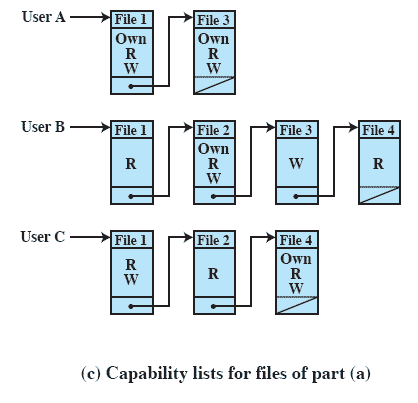 User A
File 1
Own
R
W
File 3
Own
R
W
User B
File 1
R
File 2
Own
R
W
File 3
W
File 4
R
User C
File 1
R
W
File 2
R
File 4
Own
R
W
(c) Capability lists for files of part (a)